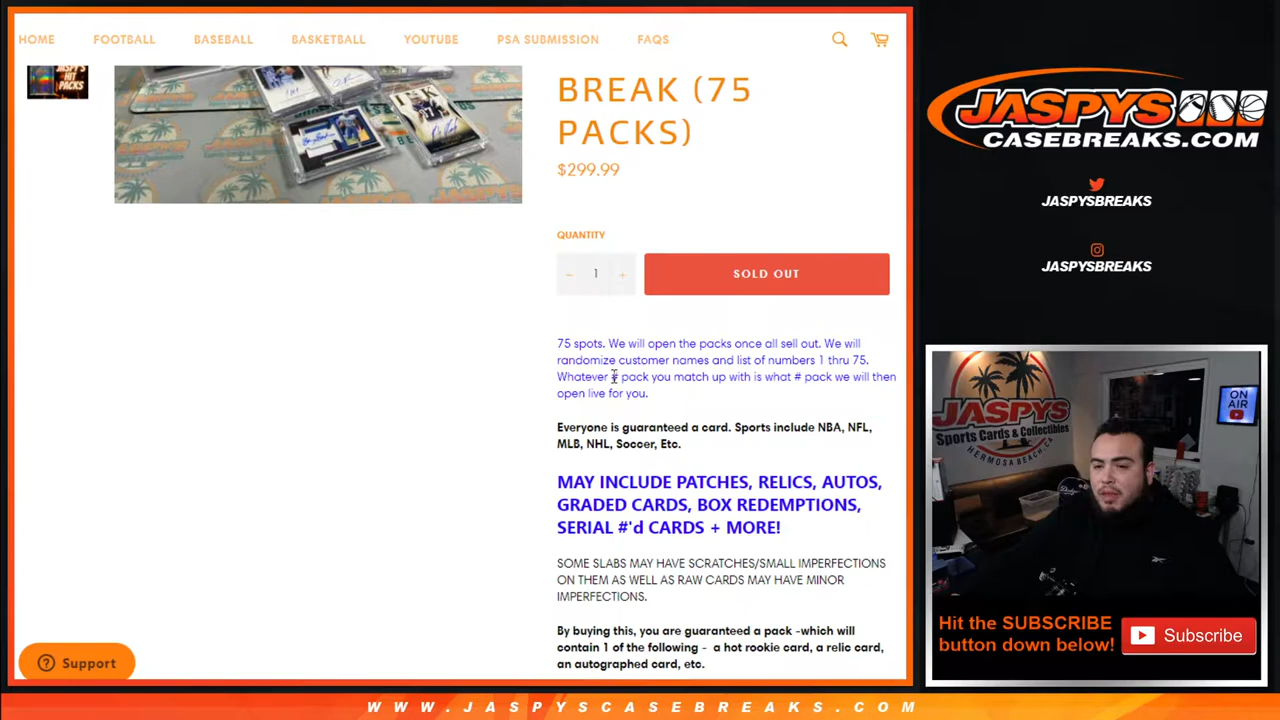 HOME FOOTBALL BASEBALL BASKETBALL YOUTUBE PSA SUBMISSION FAQS
JASPY'S
HIT
PACKS
BREAK (75
PACKS)
$299.99
QUANTITY
− 1 +
SOLD OUT
75 spots. We will open the packs once all sell out. We will
randomize customer names and list of numbers 1 thru 75.
Whatever # pack you match up with is what # pack we will then
open live for you.
Everyone is guaranteed a card. Sports include NBA, NFL,
MLB, NHL, Soccer, Etc.
MAY INCLUDE PATCHES, RELICS, AUTOS,
GRADED CARDS, BOX REDEMPTIONS,
SERIAL #'d CARDS + MORE!
SOME SLABS MAY HAVE SCRATCHES/SMALL IMPERFECTIONS
ON THEM AS WELL AS RAW CARDS MAY HAVE MINOR
IMPERFECTIONS.
By buying this, you are guaranteed a pack -which will
contain 1 of the following - a hot rookie card, a relic card,
an autographed card, etc.
Support
JASPYS
CASEBREAKS.COM
JASPYSBREAKS
JASPYSBREAKS
JASPYS
Sports Cards & Collectibles
HERMOSA BEACH, CA
ON
AIR
Hit the SUBSCRIBE
button down below!
Subscribe
WWW.JASPYSCASEBREAKS.COM